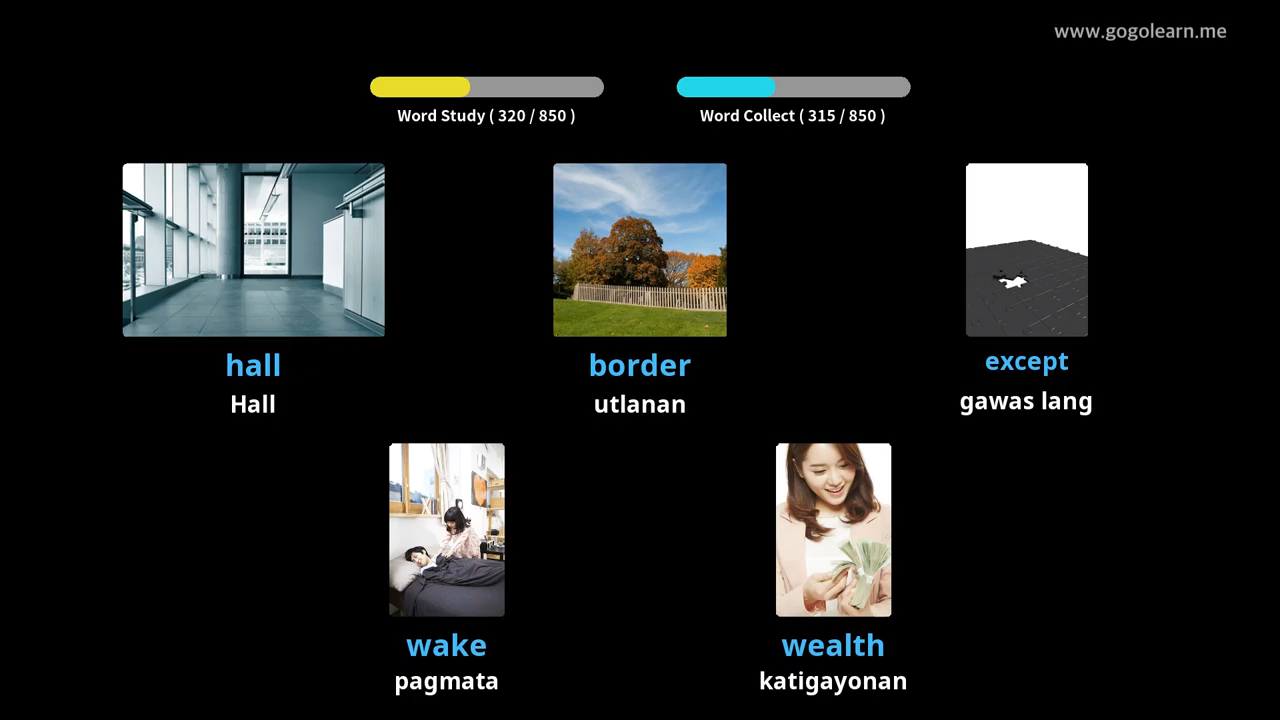 www.gogolearn.me
Word Study ( 320 / 850 )
Word Collect ( 315 / 850 )
hall
Hall
border
utlanan
except
gawas lang
wake
pagmata
wealth
katigayonan